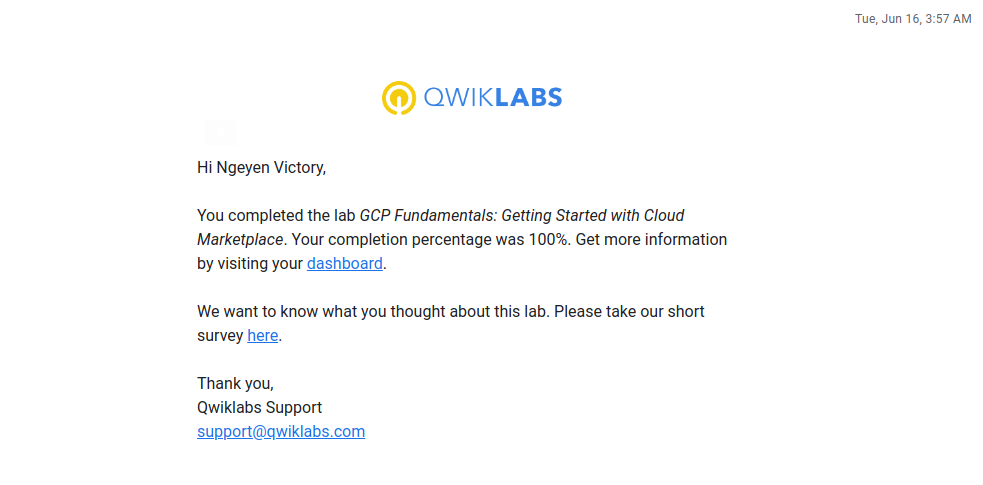 Tue, Jun 16, 3:57 AM
QWIKLABS
Hi Ngeyen Victory,
You completed the lab GCP Fundamentals: Getting Started with Cloud
Marketplace. Your completion percentage was 100%. Get more information
by visiting your dashboard.
We want to know what you thought about this lab. Please take our short
survey here.
Thank you,
Qwiklabs Support
support@qwiklabs.com